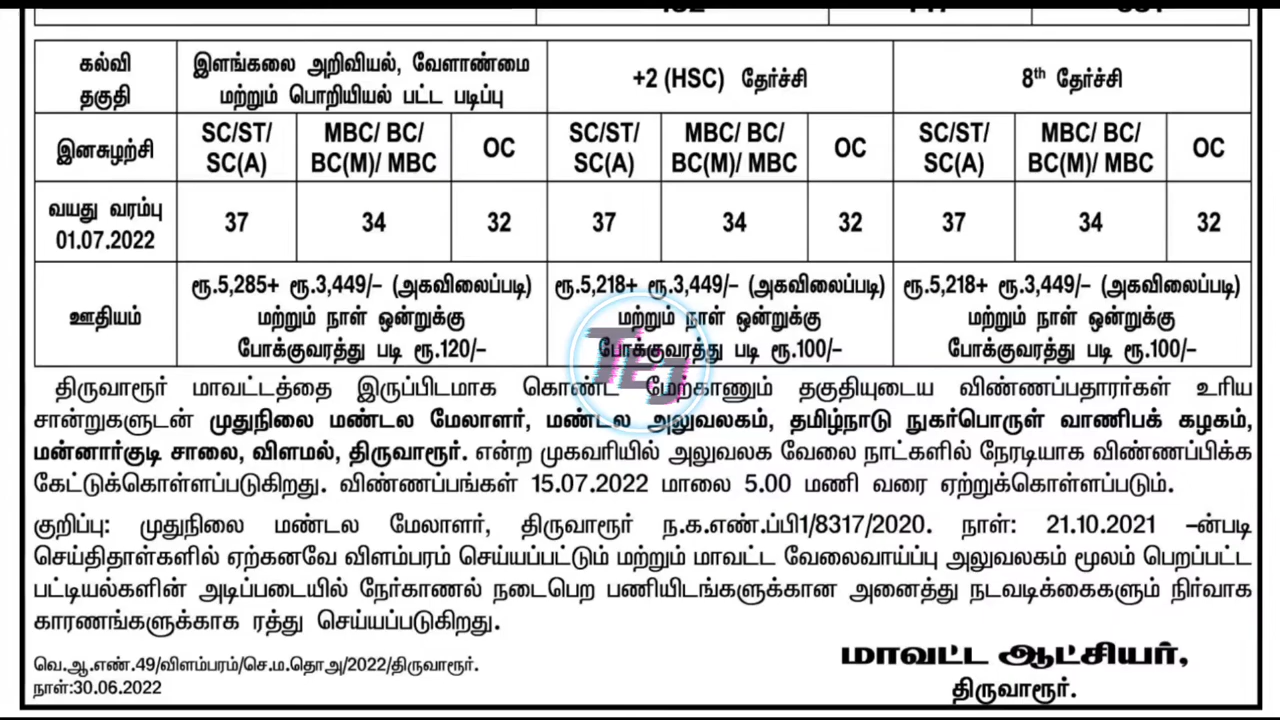 கல்வி தகுதி இளங்கலை அறிவியல், வேளாண்மை மற்றும் பொறியியல் பட்ட படிப்பு +2 (HSC) தேர்ச்சி 8th தேர்ச்சி
இனசுழற்சி SC/ST/ SC(A) MBC/ BC/ BC(M)/ MBC OC SC/ST/ SC(A) MBC/ BC/ BC(M)/ MBC OC SC/ST/ SC(A) MBC/ BC/ BC(M)/ MBC OC
வயது வரம்பு 01.07.2022 37 34 32 37 34 32 37 34 32
ஊதியம் ரூ.5,285+ ரூ.3,449/– (அகவிலைப்படி) மற்றும் நாள் ஒன்றுக்கு போக்குவரத்து படி ரூ.120/– ரூ.5,218+ ரூ.3,449/– (அகவிலைப்படி) மற்றும் நாள் ஒன்றுக்கு போக்குவரத்து படி ரூ.100/– ரூ.5,218+ ரூ.3,449/– (அகவிலைப்படி) மற்றும் நாள் ஒன்றுக்கு போக்குவரத்து படி ரூ.100/–
திருவாரூர் மாவட்டத்தை இருப்பிடமாக கொண்ட மேற்காணும் தகுதியுடைய விண்ணப்பதாரர்கள் உரிய
சான்றுகளுடன் முதுநிலை மண்டல மேலாளர், மண்டல அலுவலகம், தமிழ்நாடு நுகர்பொருள் வாணிபக் கழகம்,
மன்னார்குடி சாலை, விளமல், திருவாரூர். என்ற முகவரியில் அலுவலக வேலை நாட்களில் நேரடியாக விண்ணப்பிக்க
கேட்டுக்கொள்ளப்படுகிறது. விண்ணப்பங்கள் 15.07.2022 மாலை 5.00 மணி வரை ஏற்றுக்கொள்ளப்படும்.
குறிப்பு: முதுநிலை மண்டல மேலாளர், திருவாரூர் ந.க.எண்.ப்பி1/8317/2020. நாள்: 21.10.2021 –ன்படி
செய்திதாள்களில் ஏற்கனவே விளம்பரம் செய்யப்பட்டும் மற்றும் மாவட்ட வேலைவாய்ப்பு அலுவலகம் மூலம் பெறப்பட்ட
பட்டியல்களின் அடிப்படையில் நேர்காணல் நடைபெற பணியிடங்களுக்கான அனைத்து நடவடிக்கைகளும் நிர்வாக
காரணங்களுக்காக ரத்து செய்யப்படுகிறது.
வெ.ஆ.எண்.49/விளம்பரம்/செ.ம.தொஅ/2022/திருவாரூர்.
நாள்:30.06.2022
மாவட்ட ஆட்சியர்,
திருவாரூர்.
TEJ